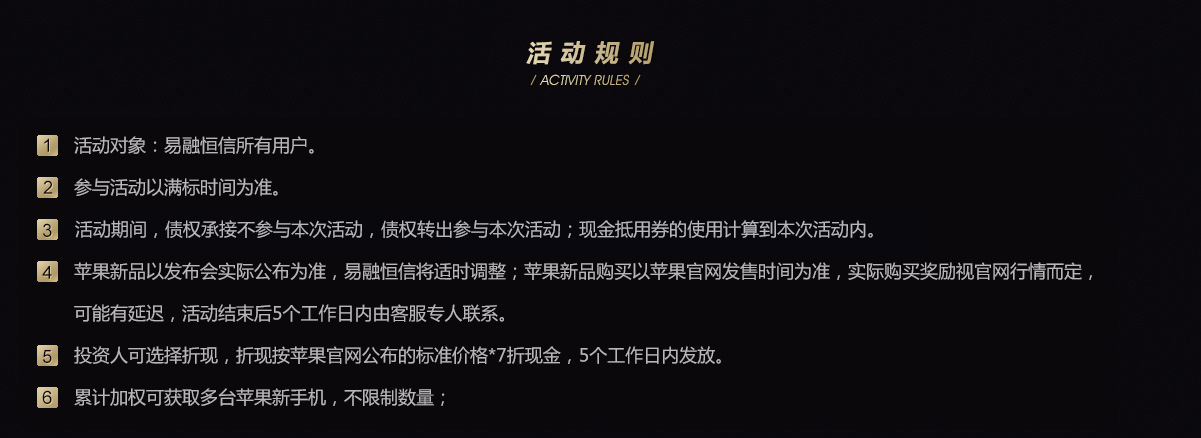 活动规则
/ ACTIVITY RULES /
1 活动对象：易融恒信所有用户。
2 参与活动以满标时间为准。
3 活动期间，债权承接不参与本次活动，债权转出参与本次活动；现金抵用券的使用计算到本次活动内。
4 苹果新品以发布会实际公布为准，易融恒信将适时调整；苹果新品购买以苹果官网发售时间为准，实际购买奖励视官网行情而定，
可能有延迟，活动结束后5个工作日内由客服专人联系。
5 投资人可选择折现，折现按苹果官网公布的标准价格*7折现金，5个工作日内发放。
6 累计加权可获取多台苹果新手机，不限制数量；